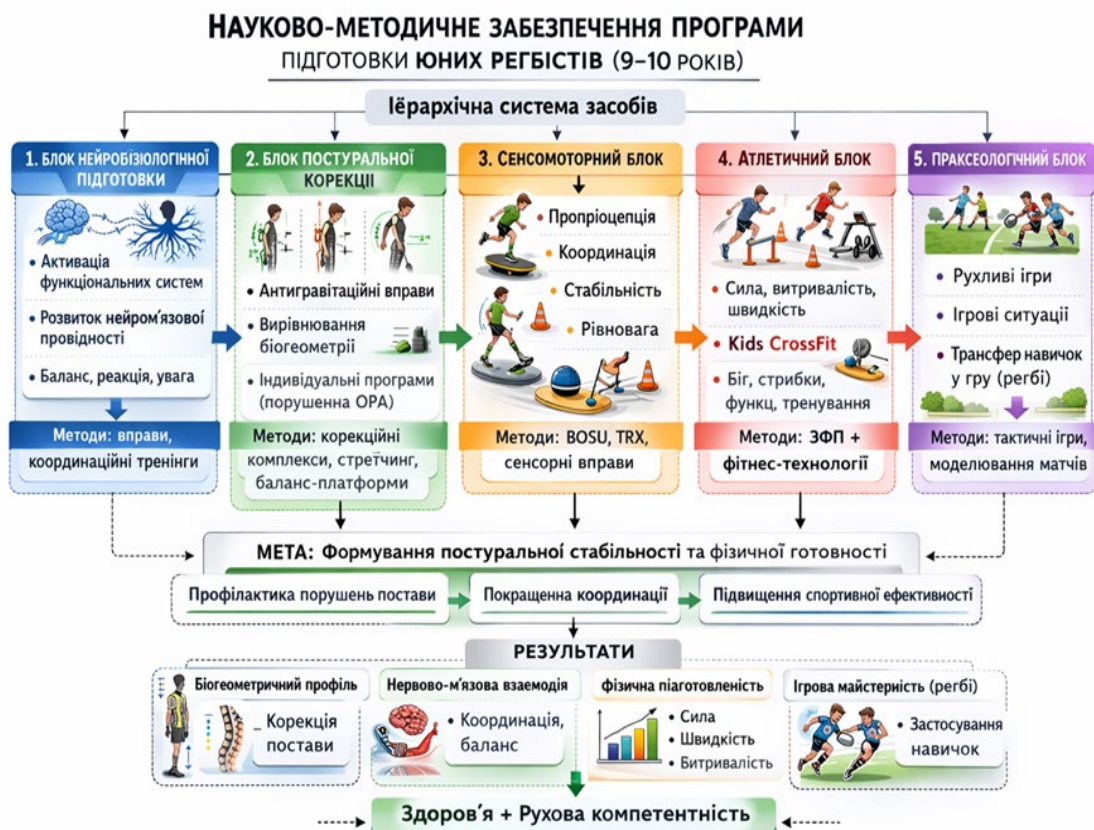 НАУКОВО-МЕТОДИЧНЕ ЗАБЕЗПЕЧЕННЯ ПРОГРАМИ
ПІДГОТОВКИ ЮНИХ РЕГБІСТІВ (9–10 РОКІВ)
Іёрархічна система засобів
1. БЛОК НЕЙРОБІЗІОЛОГІННОЇ
ПІДГОТОВКИ
• Активація
функціональних систем
• Розвиток нейром'язової
провідності
• Баланс, реакція, увага
Методи: вправи,
координаційні тренінги
2. БЛОК ПОСТУРАЛЬНОЇ
КОРЕКЦІЇ
• Антигравітаційні вправи
• Вирівнювання
біогеометрії
• Індивідуальні програми
(порушенна ОРА)
Методи: корекційні
комплекси, стретчинг,
баланс-платформи
3. СЕНСОМОТОРНИЙ БЛОК
• Пропріоцепція
• Координація
• Стабільність
• Рівновага
Методи: BOSU, TRX,
сенсорні вправи
4. АТЛЕТИЧНИЙ БЛОК
• Сила, витривалість,
швидкість
• Kids CrossFit
• Біг, стрибки,
функц, тренування
Методи: ЗФП +
фітнес-технології
5. ПРАКСЕОЛОГІЧНИЙ БЛОК
• Рухливі ігри
• Ігрові ситуації
• Трансфер навичок
у гру (регбі)
Методи: тактичні ігри,
моделювання матчів
МЕТА: Формування постуральної стабільності та фізичної готовності
Профілактика порушень постави
Покращенна координації
Підвищення спортивної ефективності
РЕЗУЛЬТАТИ
Біогеометричний профіль
• Корекція
постави
Нервово-м'язова взаємодія
• Координація,
баланс
фізична піаготовленість
• Сила
• Швидкість
• Витривалість
Ігрова майстерність (регбі)
• Застосування
навичок
Здоров'я + Рухова компетентність